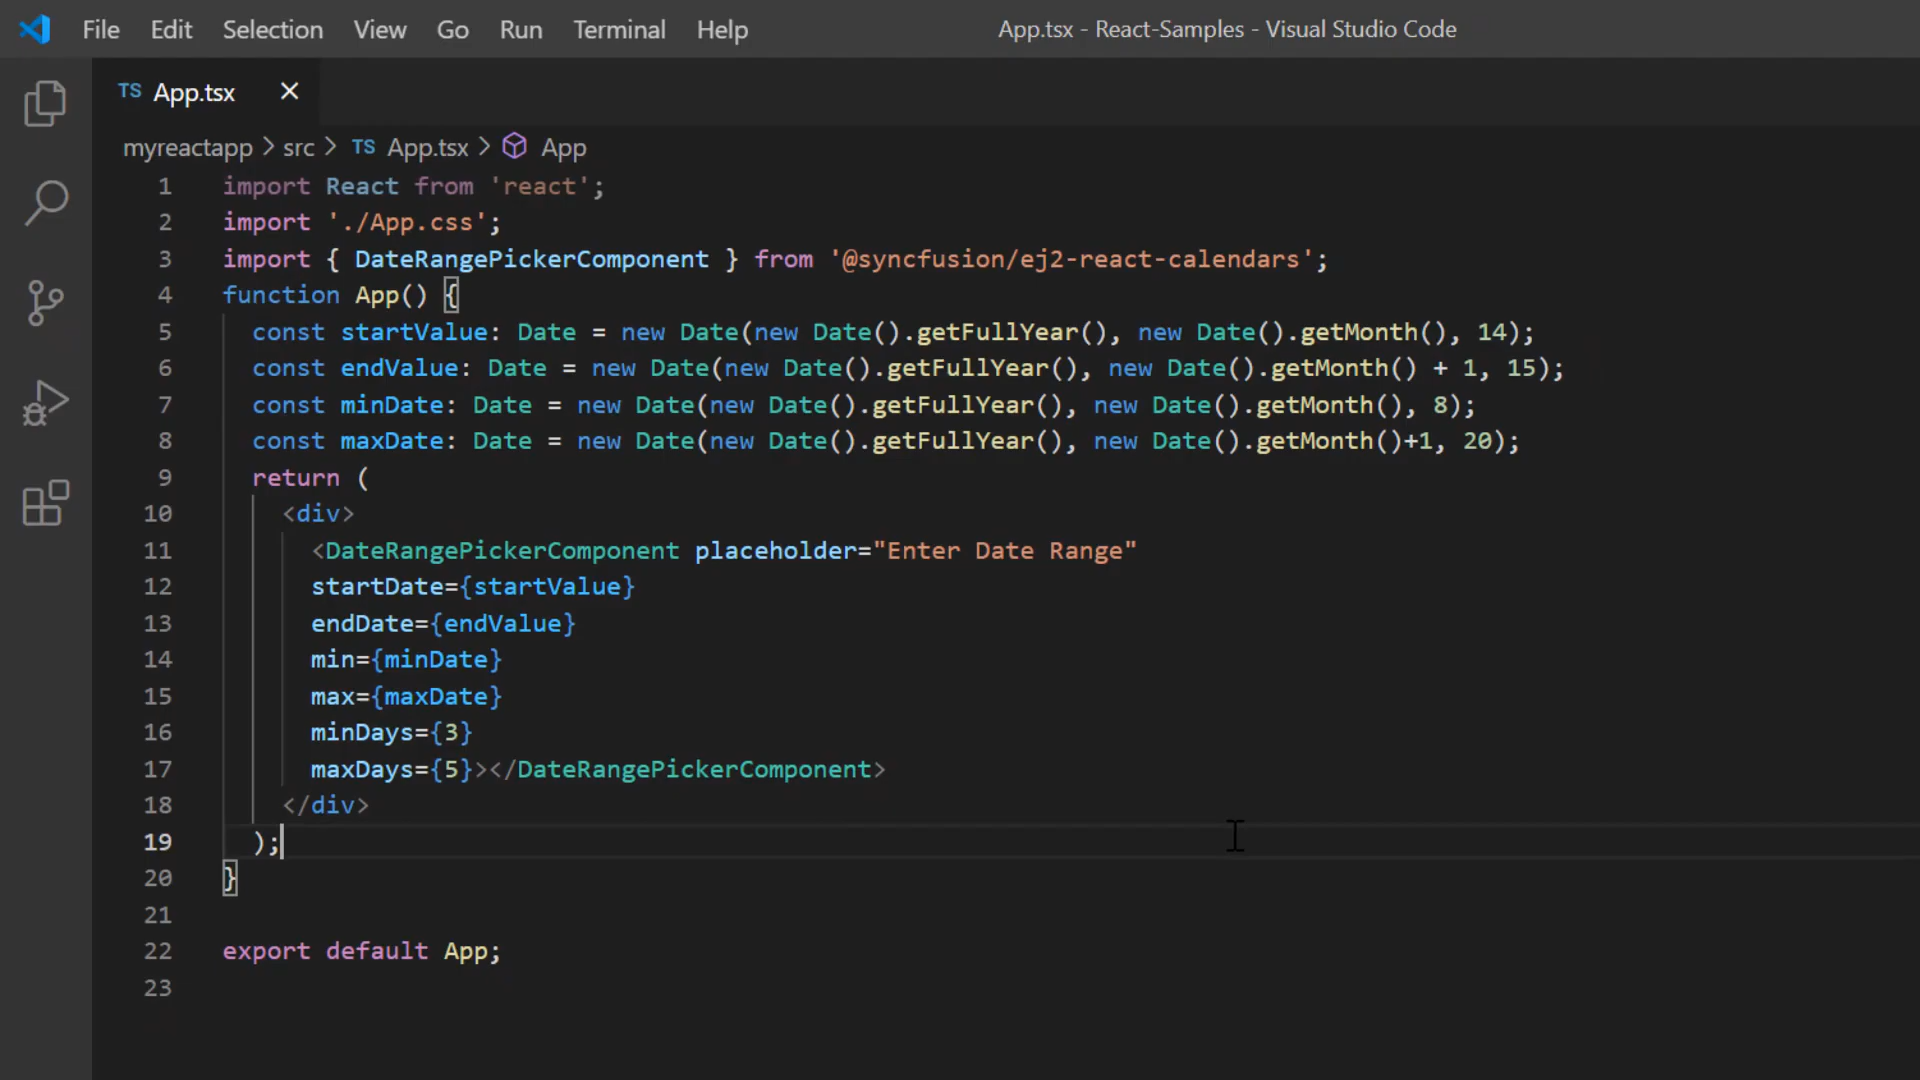 File Edit Selection View Go Run Terminal Help App.tsx - React-Samples - Visual Studio Code
TS App.tsx
myreactapp > src > TS App.tsx > App
1 import React from 'react';
2 import './App.css';
3 import { DateRangePickerComponent } from '@syncfusion/ej2-react-calendars';
4 function App() {
5 const startValue: Date = new Date(new Date().getFullYear(), new Date().getMonth(), 14);
6 const endValue: Date = new Date(new Date().getFullYear(), new Date().getMonth() + 1, 15);
7 const minDate: Date = new Date(new Date().getFullYear(), new Date().getMonth(), 8);
8 const maxDate: Date = new Date(new Date().getFullYear(), new Date().getMonth()+1, 20);
9 return (
10 <div>
11 <DateRangePickerComponent placeholder="Enter Date Range"
12 startDate={startValue}
13 endDate={endValue}
14 min={minDate}
15 max={maxDate}
16 minDays={3}
17 maxDays={5}></DateRangePickerComponent>
18 </div>
19 );
20 }
21
22 export default App;
23